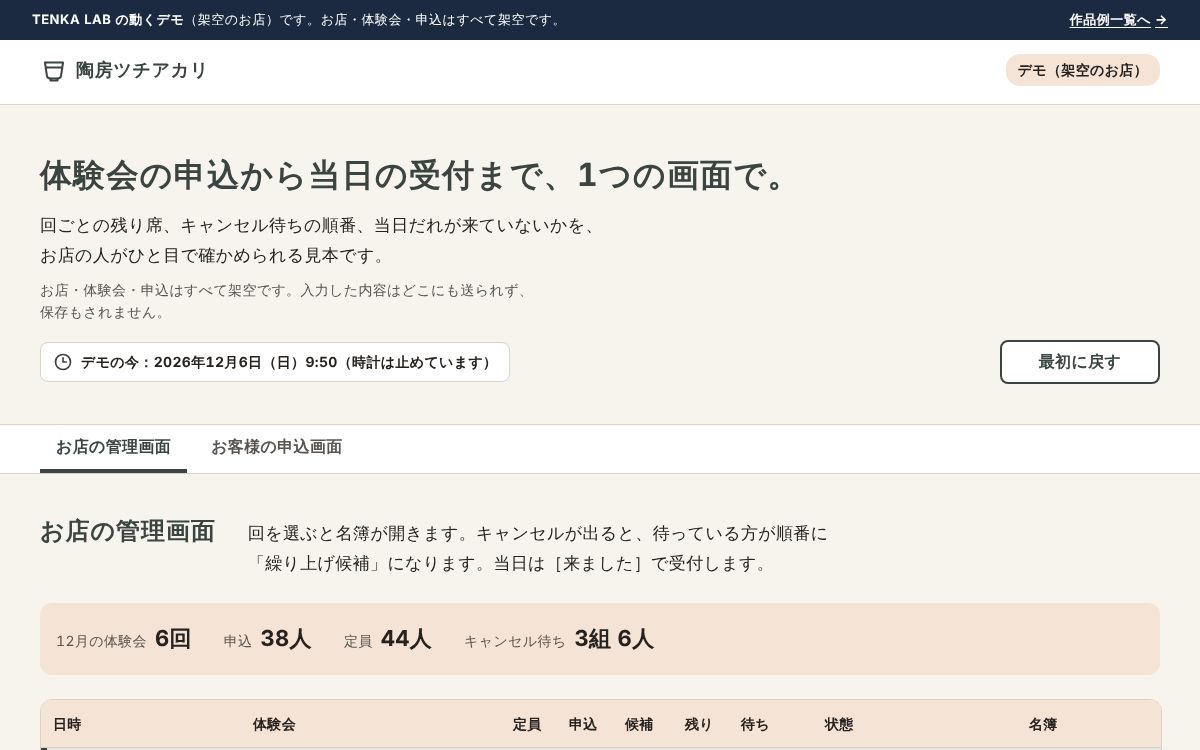 TENKA LAB の動くデモ（架空のお店）です。お店・体験会・申込はすべて架空です。
作品例一覧へ →
陶房ツチアカリ
デモ（架空のお店）
体験会の申込から当日の受付まで、1つの画面で。
回ごとの残り席、キャンセル待ちの順番、当日だれが来ていないかを、
お店の人がひと目で確かめられる見本です。
お店・体験会・申込はすべて架空です。入力した内容はどこにも送られず、
保存もされません。
デモの今：2026年12月6日（日）9:50（時計は止めています）
最初に戻す
お店の管理画面 お客様の申込画面
お店の管理画面
回を選ぶと名簿が開きます。キャンセルが出ると、待っている方が順番に
「繰り上げ候補」になります。当日は［来ました］で受付します。
12月の体験会 6回 申込 38人 定員 44人 キャンセル待ち 3組 6人
日時 体験会 定員 申込 候補 残り 待ち 状態 名簿